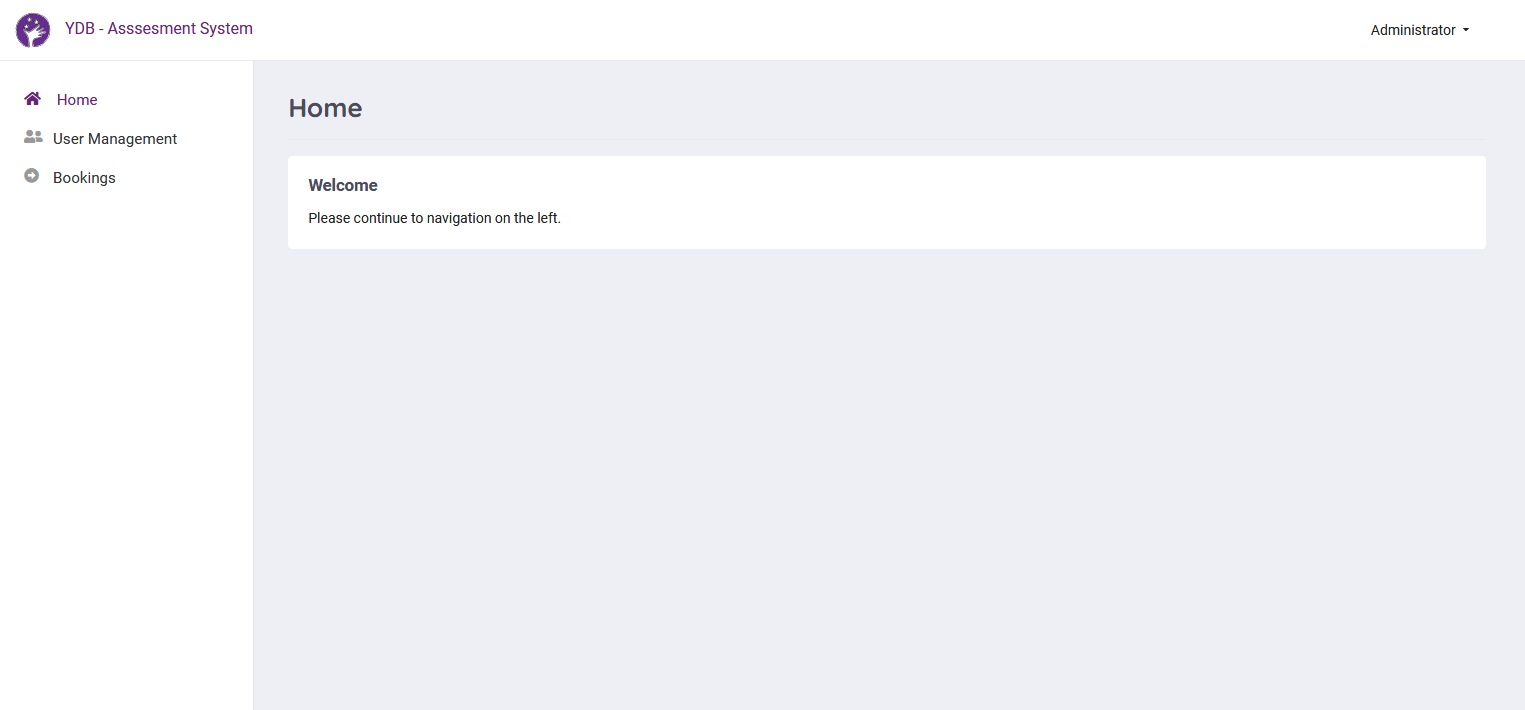 YDB - Asssesment System
Administrator
Home
User Management
Bookings
Home
Welcome
Please continue to navigation on the left.